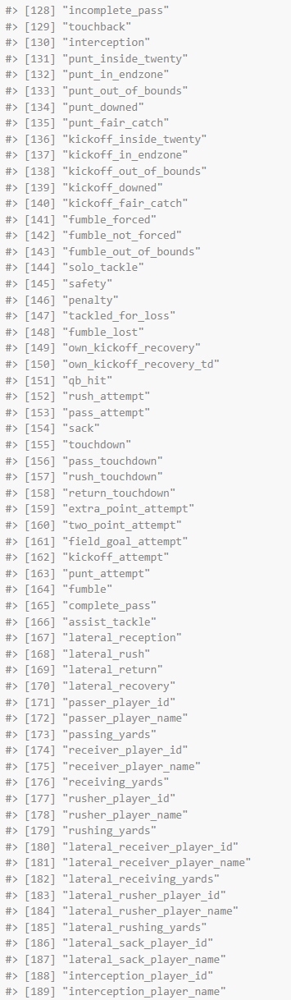 #> [128] "incomplete_pass"
#> [129] "touchback"
#> [130] "interception"
#> [131] "punt_inside_twenty"
#> [132] "punt_in_endzone"
#> [133] "punt_out_of_bounds"
#> [134] "punt_downed"
#> [135] "punt_fair_catch"
#> [136] "kickoff_inside_twenty"
#> [137] "kickoff_in_endzone"
#> [138] "kickoff_out_of_bounds"
#> [139] "kickoff_downed"
#> [140] "kickoff_fair_catch"
#> [141] "fumble_forced"
#> [142] "fumble_not_forced"
#> [143] "fumble_out_of_bounds"
#> [144] "solo_tackle"
#> [145] "safety"
#> [146] "penalty"
#> [147] "tackled_for_loss"
#> [148] "fumble_lost"
#> [149] "own_kickoff_recovery"
#> [150] "own_kickoff_recovery_td"
#> [151] "qb_hit"
#> [152] "rush_attempt"
#> [153] "pass_attempt"
#> [154] "sack"
#> [155] "touchdown"
#> [156] "pass_touchdown"
#> [157] "rush_touchdown"
#> [158] "return_touchdown"
#> [159] "extra_point_attempt"
#> [160] "two_point_attempt"
#> [161] "field_goal_attempt"
#> [162] "kickoff_attempt"
#> [163] "punt_attempt"
#> [164] "fumble"
#> [165] "complete_pass"
#> [166] "assist_tackle"
#> [167] "lateral_reception"
#> [168] "lateral_rush"
#> [169] "lateral_return"
#> [170] "lateral_recovery"
#> [171] "passer_player_id"
#> [172] "passer_player_name"
#> [173] "passing_yards"
#> [174] "receiver_player_id"
#> [175] "receiver_player_name"
#> [176] "receiving_yards"
#> [177] "rusher_player_id"
#> [178] "rusher_player_name"
#> [179] "rushing_yards"
#> [180] "lateral_receiver_player_id"
#> [181] "lateral_receiver_player_name"
#> [182] "lateral_receiving_yards"
#> [183] "lateral_rusher_player_id"
#> [184] "lateral_rusher_player_name"
#> [185] "lateral_rushing_yards"
#> [186] "lateral_sack_player_id"
#> [187] "lateral_sack_player_name"
#> [188] "interception_player_id"
#> [189] "interception_player_name"